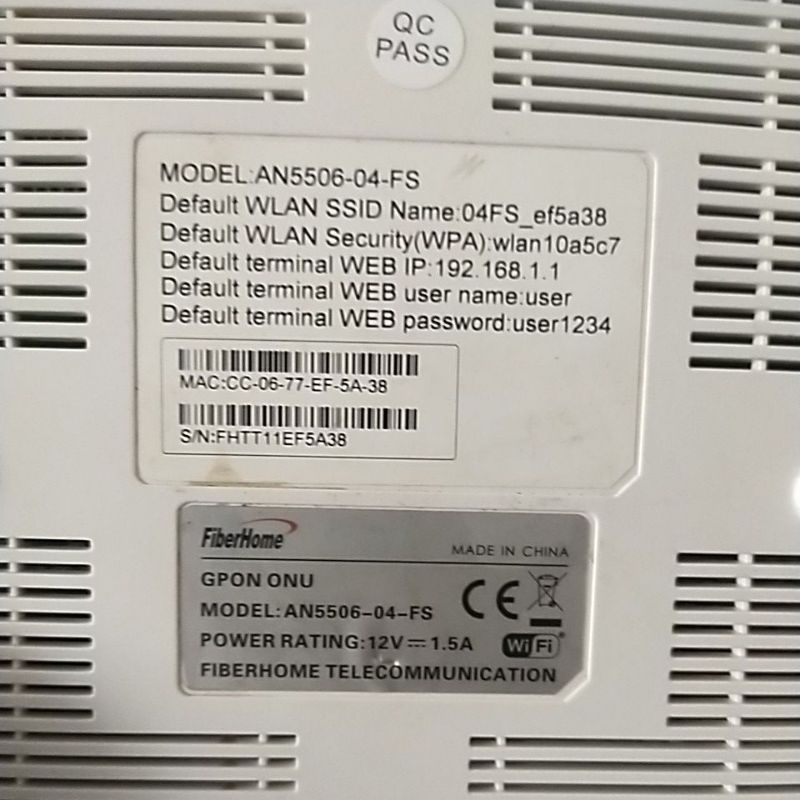 QC
PASS
MODEL:AN5506-04-FS
Default WLAN SSID Name:04FS_ef5a38
Default WLAN Security(WPA):wlan10a5c7
Default terminal WEB IP:192.168.1.1
Default terminal WEB user name:user
Default terminal WEB password:user1234
MAC:CC-06-77-EF-5A-38
S/N:FHTT11EF5A38
FiberHome
MADE IN CHINA
GPON ONU
MODEL:AN5506-04-FS
CE
POWER RATING:12V⎓1.5A
WiFi
FIBERHOME TELECOMMUNICATION